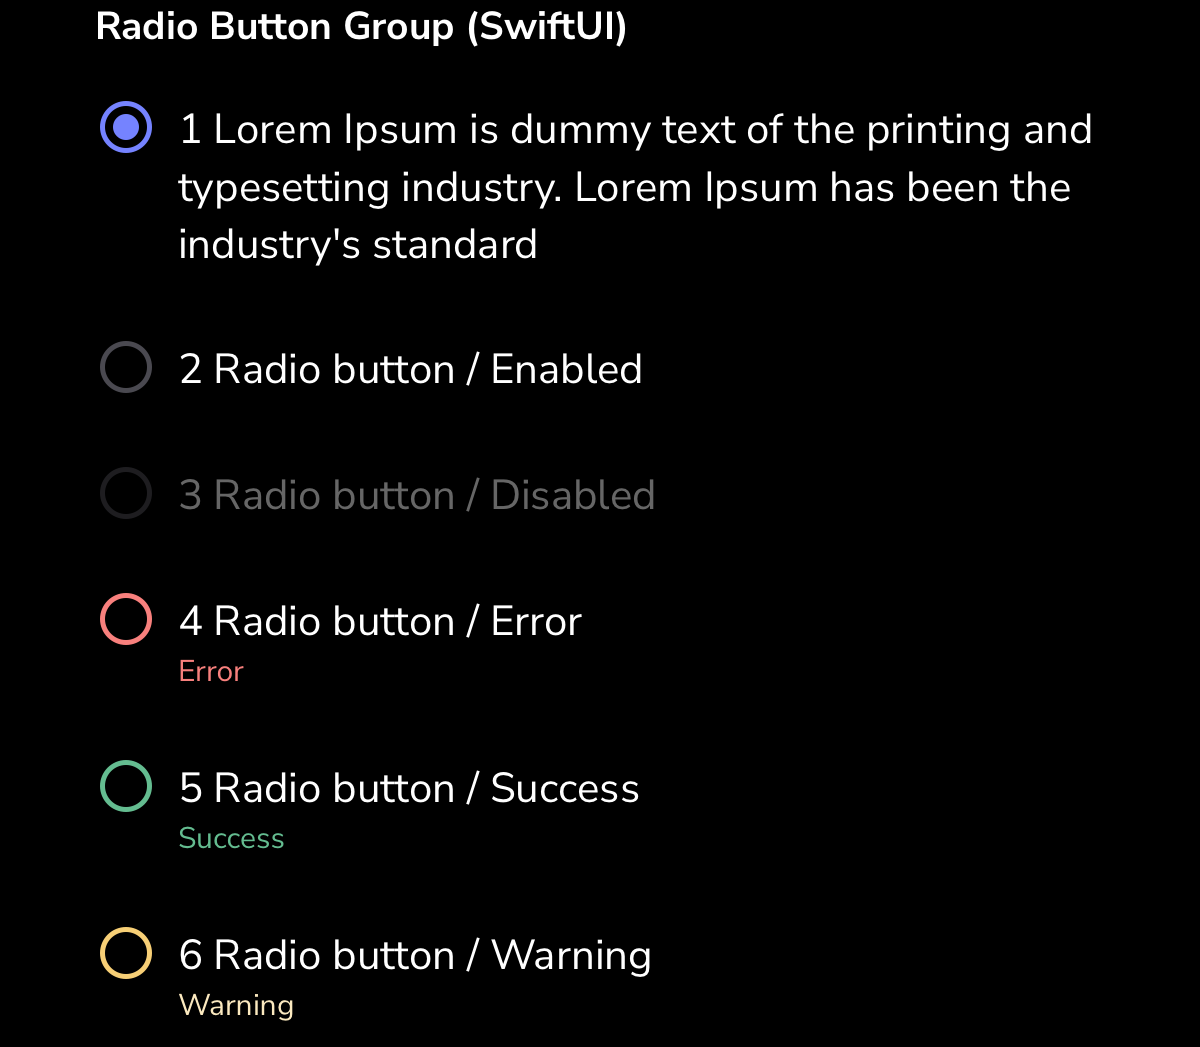 Radio Button Group (SwiftUI)
1 Lorem Ipsum is dummy text of the printing and
typesetting industry. Lorem Ipsum has been the
industry's standard
2 Radio button / Enabled
3 Radio button / Disabled
4 Radio button / Error
Error
5 Radio button / Success
Success
6 Radio button / Warning
Warning